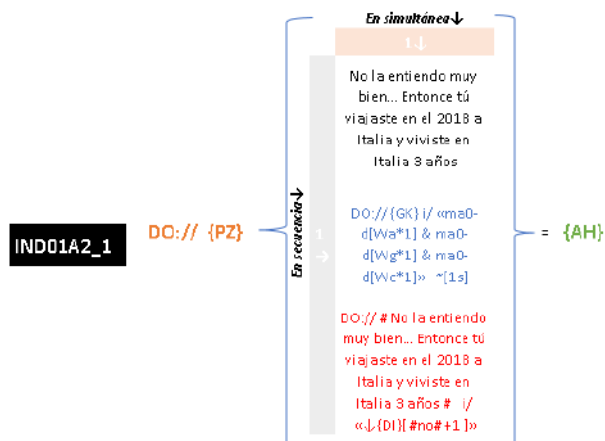 En simultánea↓
1↓
No la entiendo muy
bien... Entonce tú
viajaste en el 2018 a
Italia y viviste en
Italia 3 años
En secuencia↓
1
→
DO://{GK} i/ «ma0-
d[Wa*1] & ma0-
d[Wg*1] & ma0-
d[Wc*1]» ~[1s]
IND01A2_1
DO:// {PZ}
= {AH}
DO:// # No la entiendo
muy bien... Entonce tú
viajaste en el 2018 a
Italia y viviste en
Italia 3 años # i/
«↓{DI}[#no#+1]»